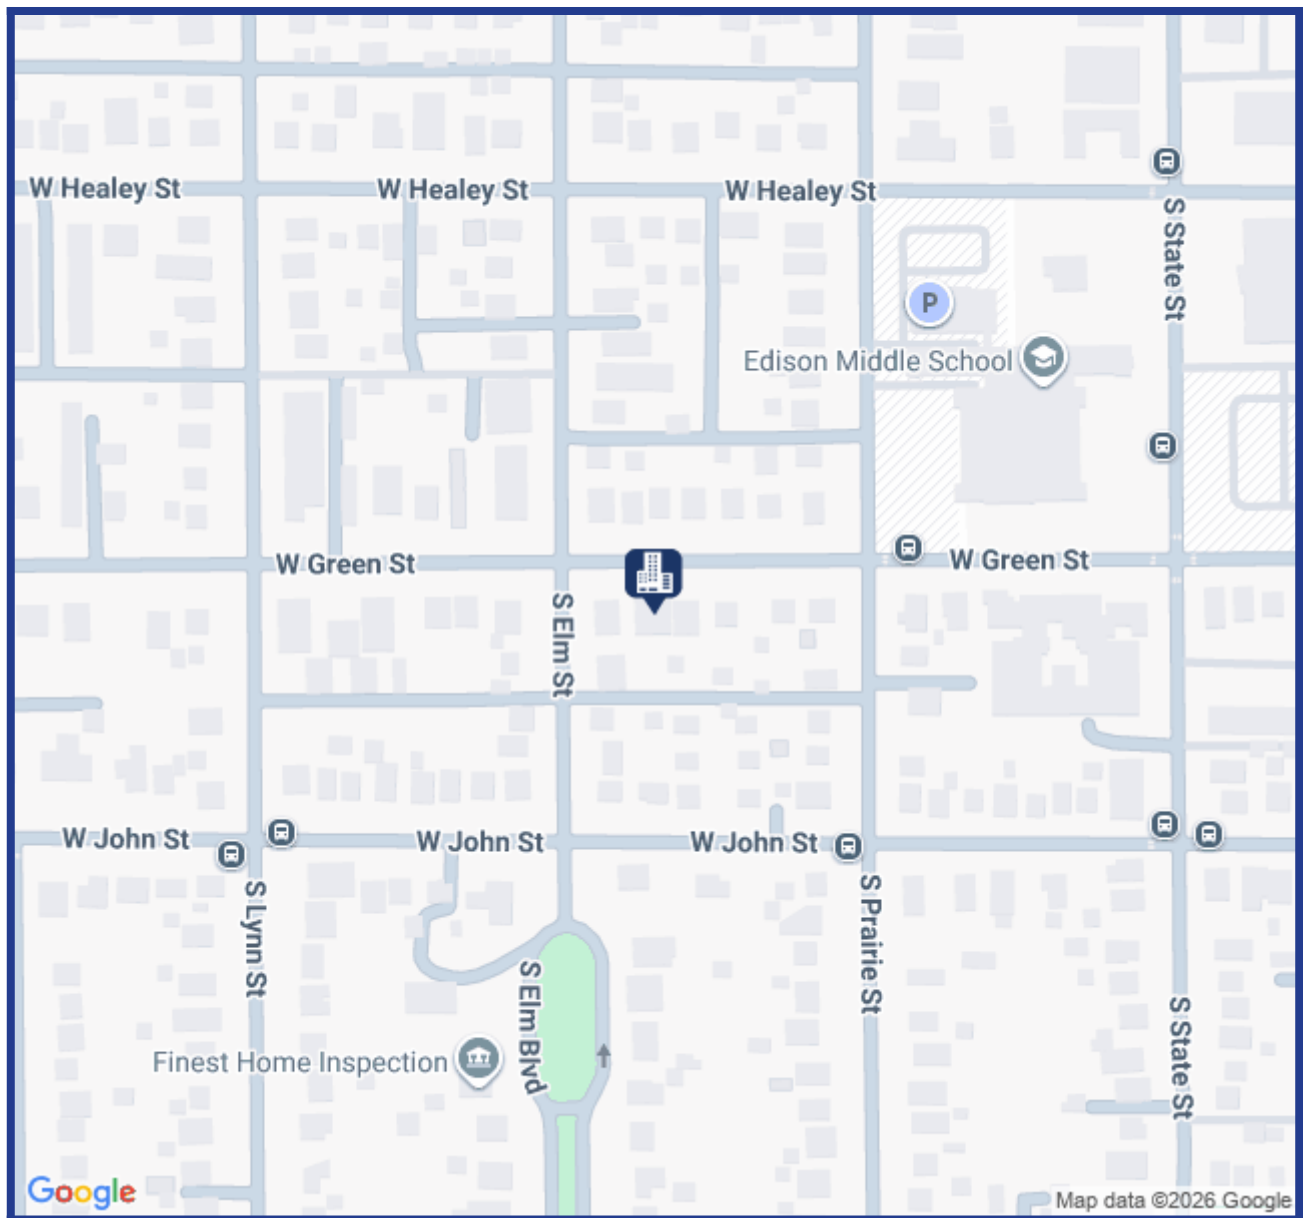 W Healey St
W Healey St
W Healey St
S State St
P
Edison Middle School
W Green St
W Green St
S Elm St
W John St
W John St
W John St
S Lynn St
S Prairie St
S Elm Blvd
S State St
Finest Home Inspection
Google
Map data ©2026 Google